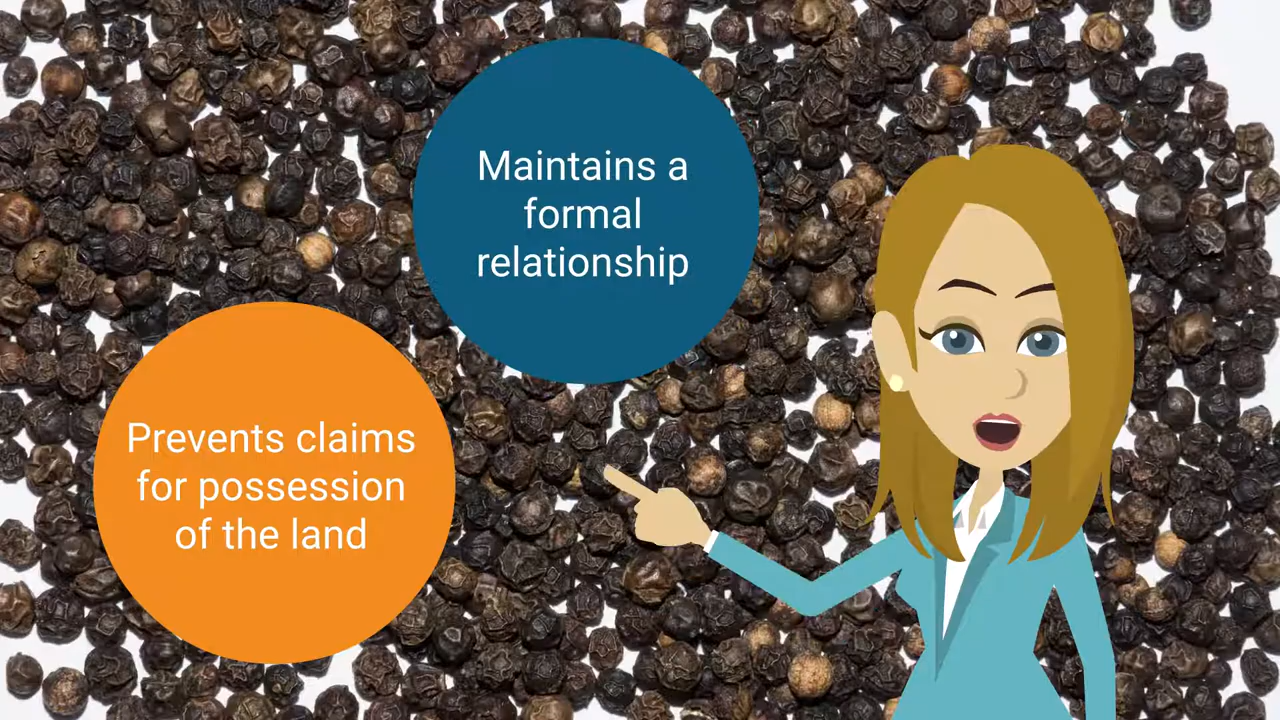 Maintains a
formal
relationship
Prevents claims
for possession
of the land